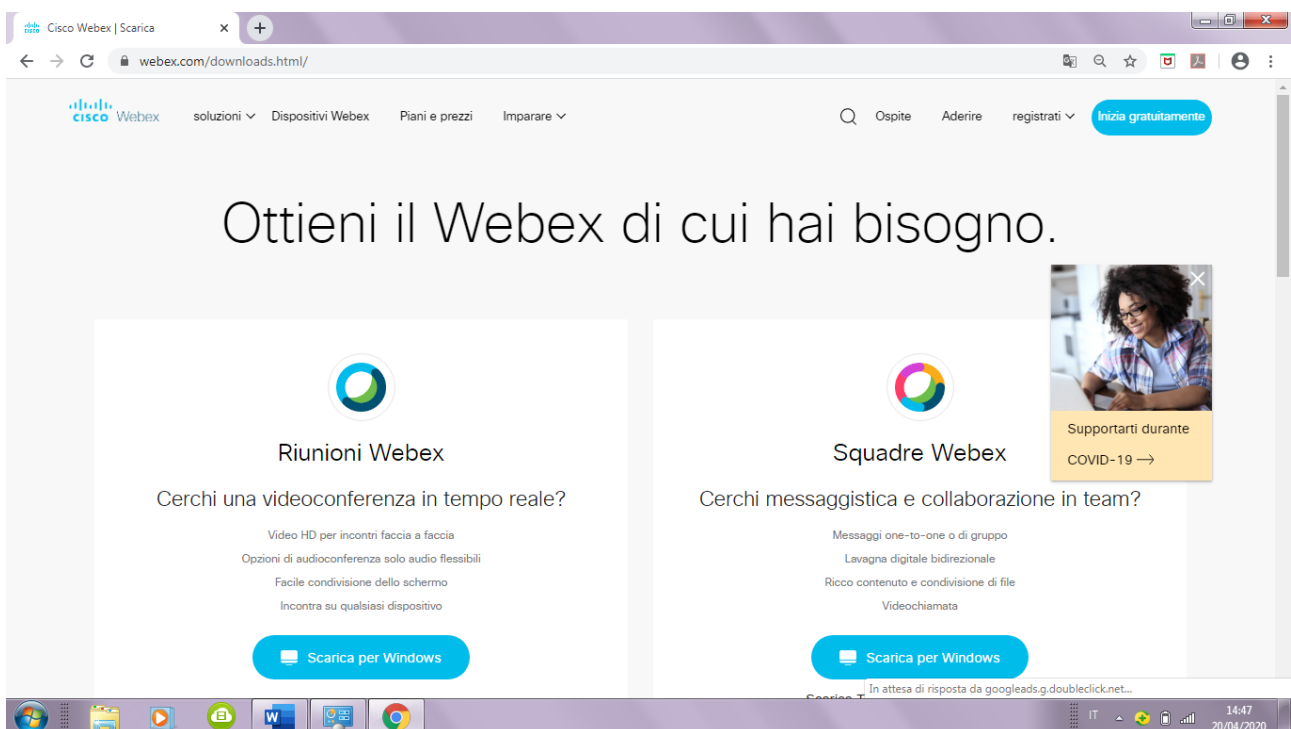 Cisco Webex | Scarica
webex.com/downloads.html/
cisco Webex soluzioni Dispositivi Webex Piani e prezzi Imparare Ospite Aderire registrati Inizia gratuitamente
Ottieni il Webex di cui hai bisogno.
Riunioni Webex
Cerchi una videoconferenza in tempo reale?
Video HD per incontri faccia a faccia
Opzioni di audioconferenza solo audio flessibili
Facile condivisione dello schermo
Incontra su qualsiasi dispositivo
Scarica per Windows
Squadre Webex
Cerchi messaggistica e collaborazione in team?
Messaggi one-to-one o di gruppo
Lavagna digitale bidirezionale
Ricco contenuto e condivisione di file
Videochiamata
Scarica per Windows
Supportarti durante
COVID-19
In attesa di risposta da googleads.g.doubleclick.net...
IT
14:47
20/04/2020